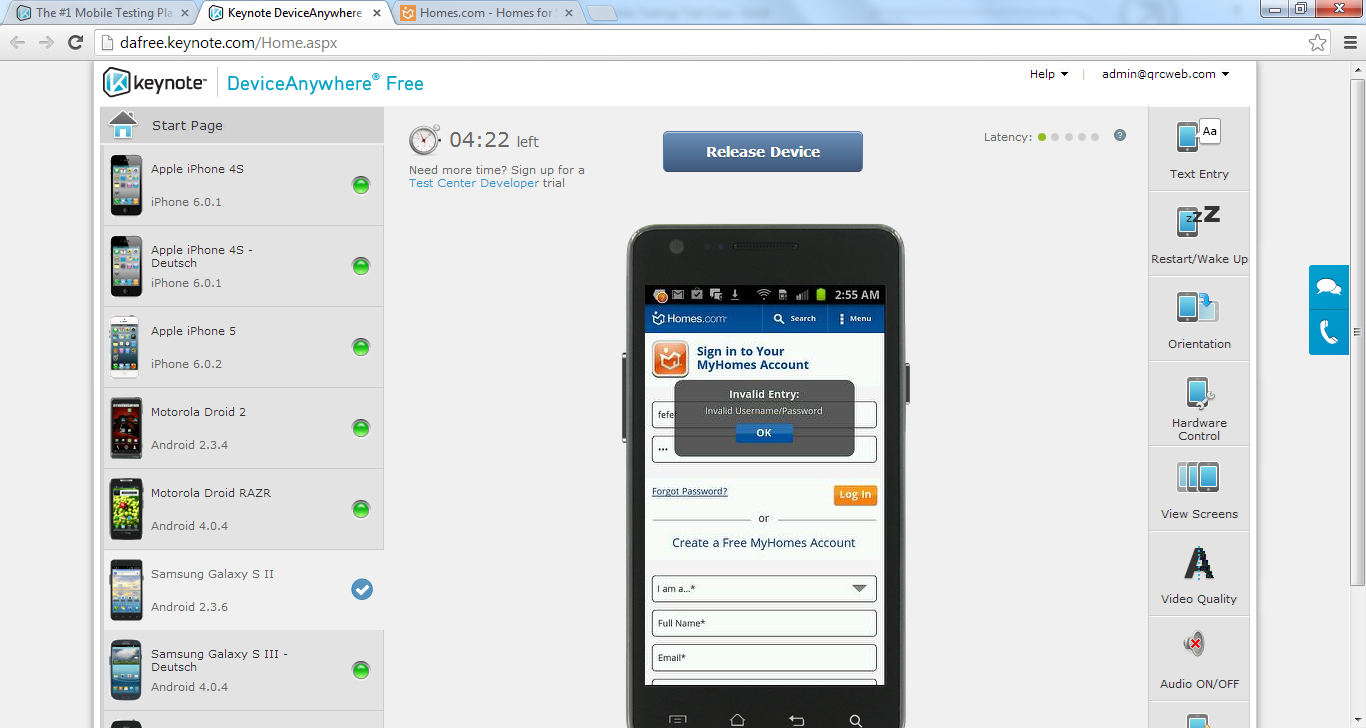 The #1 Mobile Testing Pla
Keynote DeviceAnywhere
Homes.com - Homes for
dafree.keynote.com/Home.aspx
keynote™
DeviceAnywhere® Free
Help
admin@qrcweb.com
Start Page
Apple iPhone 4S
iPhone 6.0.1
Apple iPhone 4S -
Deutsch
iPhone 6.0.1
Apple iPhone 5
iPhone 6.0.2
Motorola Droid 2
Android 2.3.4
Motorola Droid RAZR
Android 4.0.4
Samsung Galaxy S II
Android 2.3.6
Samsung Galaxy S III -
Deutsch
Android 4.0.4
04:22 left
Need more time? Sign up for a
Test Center Developer trial
Release Device
Latency:
?
2:55 AM
Homes.com
Search
Menu
Sign in to Your
MyHomes Account
Invalid Entry:
Invalid Username/Password
OK
fefe
•••
Forgot Password?
Log In
or
Create a Free MyHomes Account
I am a...*
Full Name*
Email*
Aa
Text Entry
zzZ
Restart/Wake Up
Orientation
Hardware
Control
View Screens
A
Video Quality
Audio ON/OFF